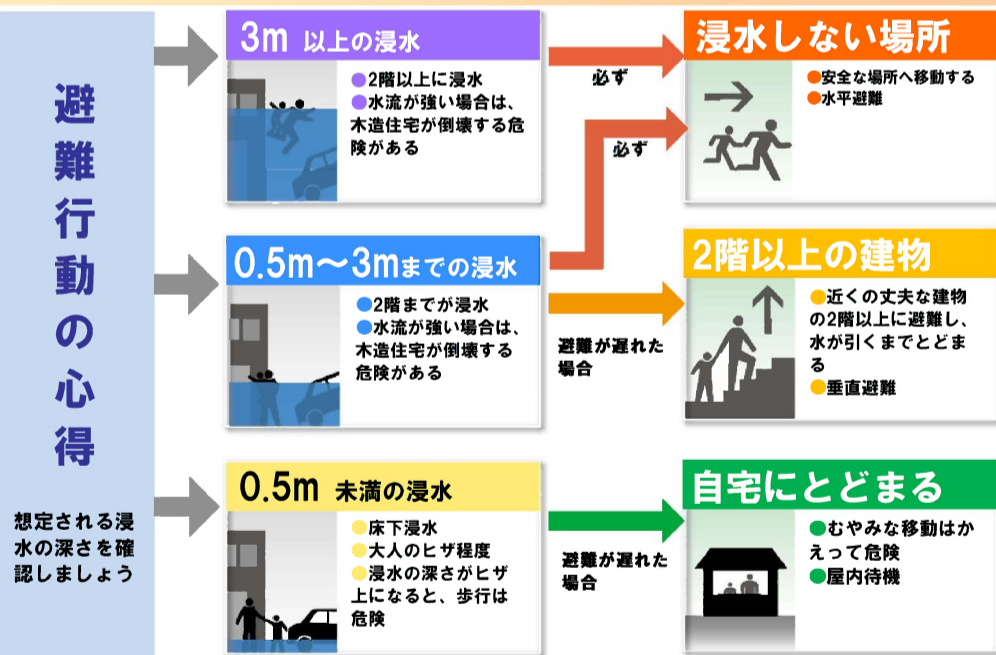 避難行動の心得
想定される浸
水の深さを確
認しましょう
3m 以上の浸水
●2階以上に浸水
●水流が強い場合は、
木造住宅が倒壊する危
険がある
必ず
浸水しない場所
●安全な場所へ移動する
●水平避難
0.5m～3mまでの浸水
●2階までが浸水
●水流が強い場合は、
木造住宅が倒壊する
危険がある
必ず
避難が遅れた
場合
2階以上の建物
●近くの丈夫な建物
の2階以上に避難し、
水が引くまでとどま
る
●垂直避難
0.5m 未満の浸水
●床下浸水
●大人のヒザ程度
●浸水の深さがヒザ
上になると、歩行は
危険
避難が遅れた
場合
自宅にとどまる
●むやみな移動はか
えって危険
●屋内待機